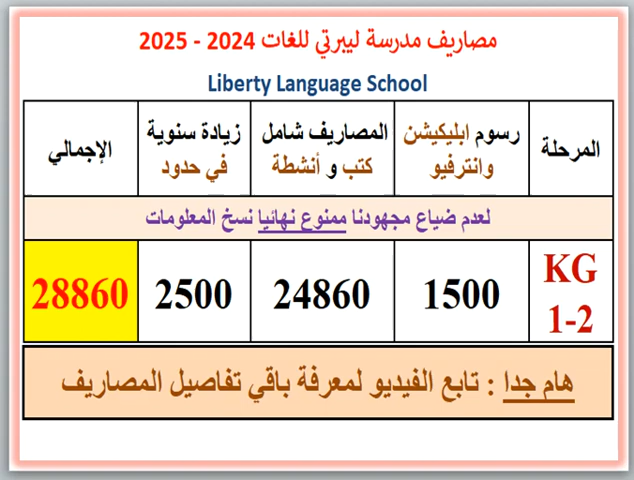 مصاريف مدرسة ليبرتي للغات 2024 - 2025
Liberty Language School
المرحلة
رسوم ابليكيشن
وانترفيو
المصاريف شامل
كتب و أنشطة
زيادة سنوية
في حدود
الإجمالي
لعدم ضياع مجهودنا ممنوع نهائيا نسخ المعلومات
KG
1-2
1500
24860
2500
28860
هام جدا : تابع الفيديو لمعرفة باقي تفاصيل المصاريف